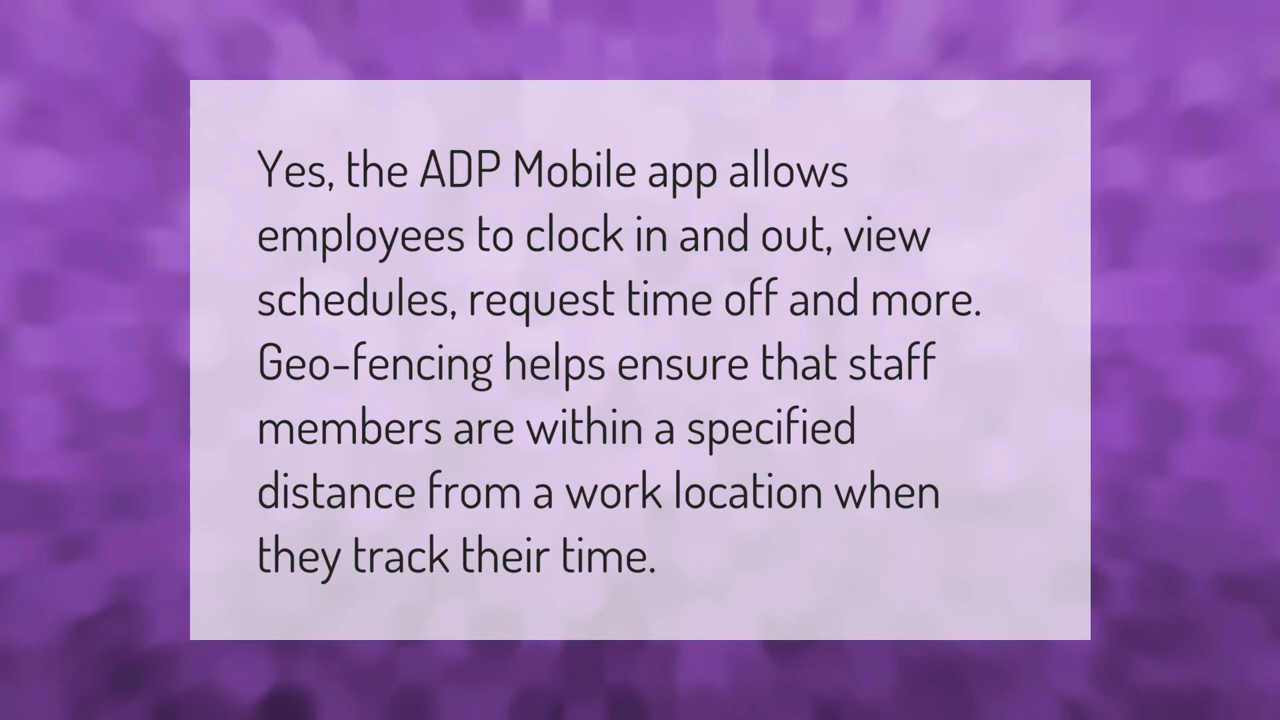 Yes, the ADP Mobile app allows
employees to clock in and out, view
schedules, request time off and more.
Geo-fencing helps ensure that staff
members are within a specified
distance from a work location when
they track their time.